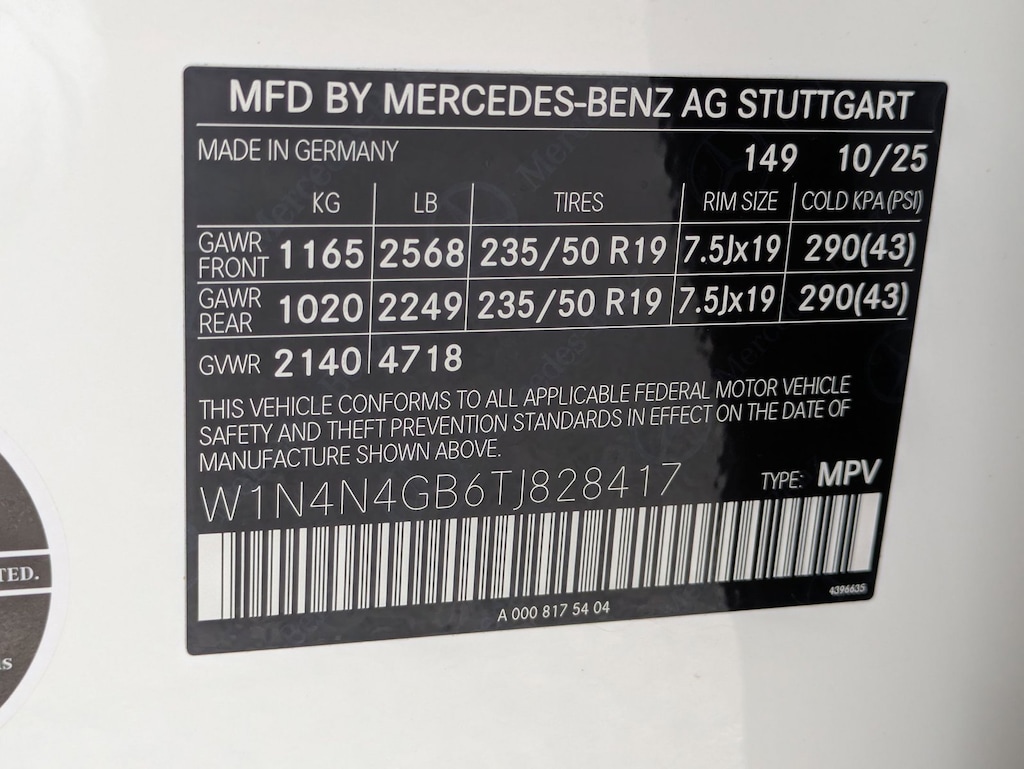 MFD BY MERCEDES-BENZ AG STUTTGART
MADE IN GERMANY 149 10/25
KG LB TIRES RIM SIZE COLD KPA (PSI)
GAWR FRONT 1165 2568 235/50 R19 7.5Jx19 290(43)
GAWR REAR 1020 2249 235/50 R19 7.5Jx19 290(43)
GVWR 2140 4718
THIS VEHICLE CONFORMS TO ALL APPLICABLE FEDERAL MOTOR VEHICLE
SAFETY AND THEFT PREVENTION STANDARDS IN EFFECT ON THE DATE OF
MANUFACTURE SHOWN ABOVE.
W1N4N4GB6TJ828417 TYPE: MPV
A 000 817 54 04
4396635
TED.